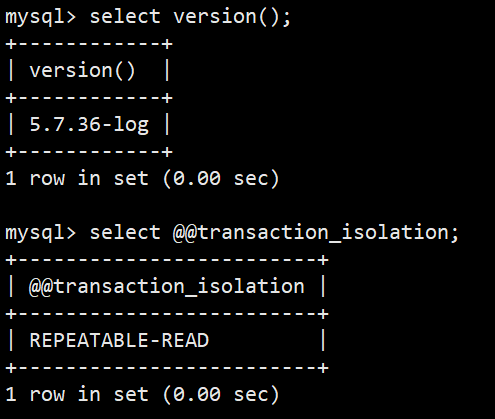 mysql> select version();
+------------+
| version()  |
+------------+
| 5.7.36-log |
+------------+
1 row in set (0.00 sec)

mysql> select @@transaction_isolation;
+-------------------------+
| @@transaction_isolation |
+-------------------------+
| REPEATABLE-READ         |
+-------------------------+
1 row in set (0.00 sec)